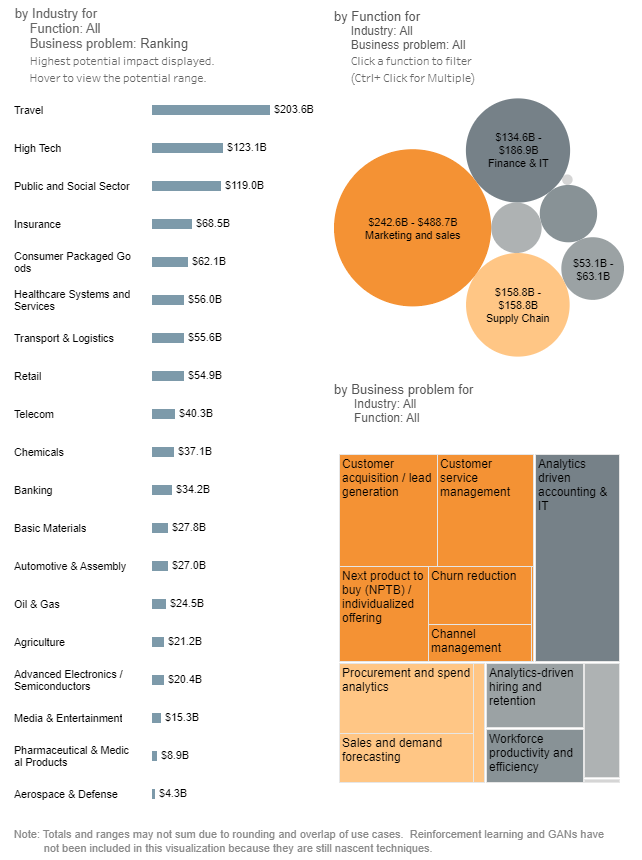 by Industry for
Function: All
Business problem: Ranking
Highest potential impact displayed.
Hover to view the potential range.
Travel
$203.6B
High Tech
$123.1B
Public and Social Sector
$119.0B
Insurance
$68.5B
Consumer Packaged Go
ods
$62.1B
Healthcare Systems and
Services
$56.0B
Transport & Logistics
$55.6B
Retail
$54.9B
Telecom
$40.3B
Chemicals
$37.1B
Banking
$34.2B
Basic Materials
$27.8B
Automotive & Assembly
$27.0B
Oil & Gas
$24.5B
Agriculture
$21.2B
Advanced Electronics /
Semiconductors
$20.4B
Media & Entertainment
$15.3B
Pharmaceutical & Medic
al Products
$8.9B
Aerospace & Defense
$4.3B
by Function for
Industry: All
Business problem: All
Click a function to filter
(Ctrl+ Click for Multiple)
$134.6B -
$186.9B
Finance & IT
$242.6B - $488.7B
Marketing and sales
$53.1B -
$63.1B
$158.8B -
$158.8B
Supply Chain
by Business problem for
Industry: All
Function: All
Customer
acquisition / lead
generation
Customer
service
management
Analytics
driven
accounting &
IT
Next product to
buy (NPTB) /
individualized
offering
Churn reduction
Channel
management
Procurement and spend
analytics
Analytics-driven
hiring and
retention
Sales and demand
forecasting
Workforce
productivity and
efficiency
Note: Totals and ranges may not sum due to rounding and overlap of use cases. Reinforcement learning and GANs have
not been included in this visualization because they are still nascent techniques.